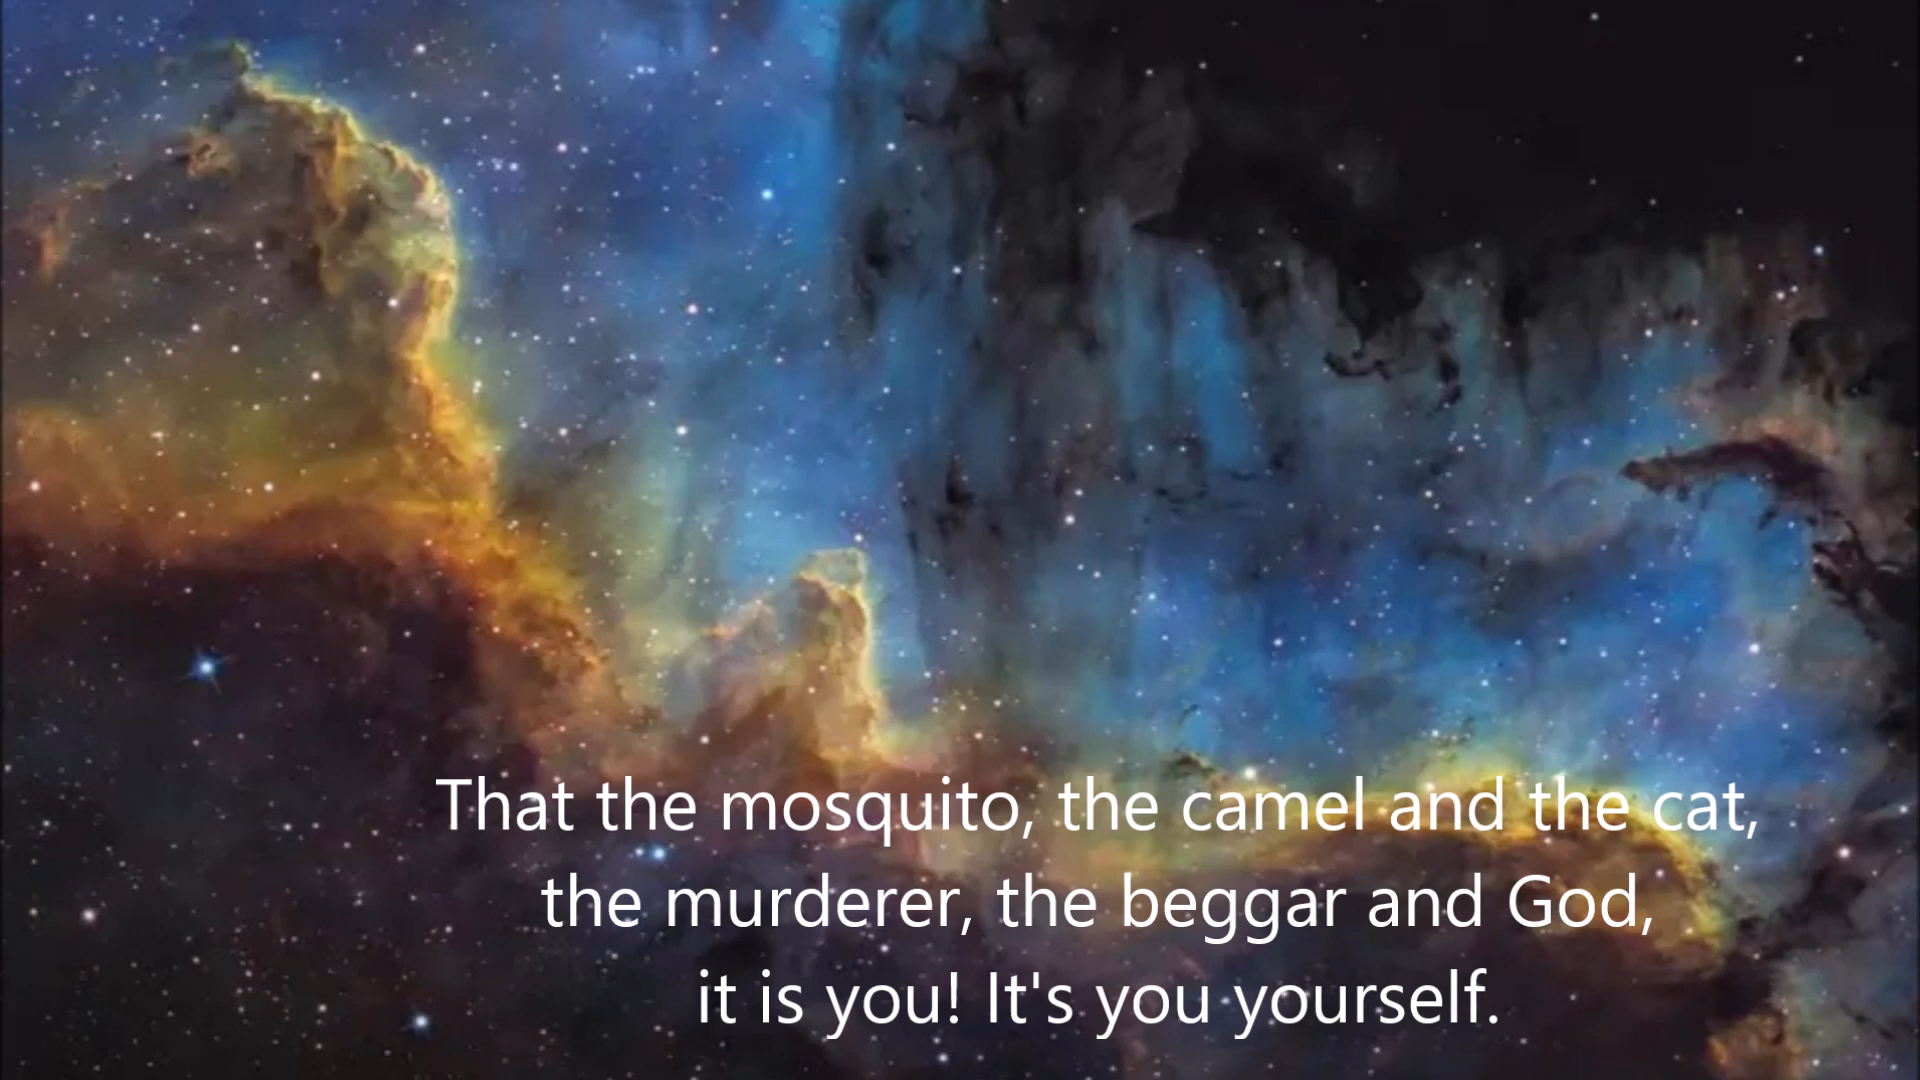 That the mosquito, the camel and the cat,
the murderer, the beggar and God,
it is you! It's you yourself.